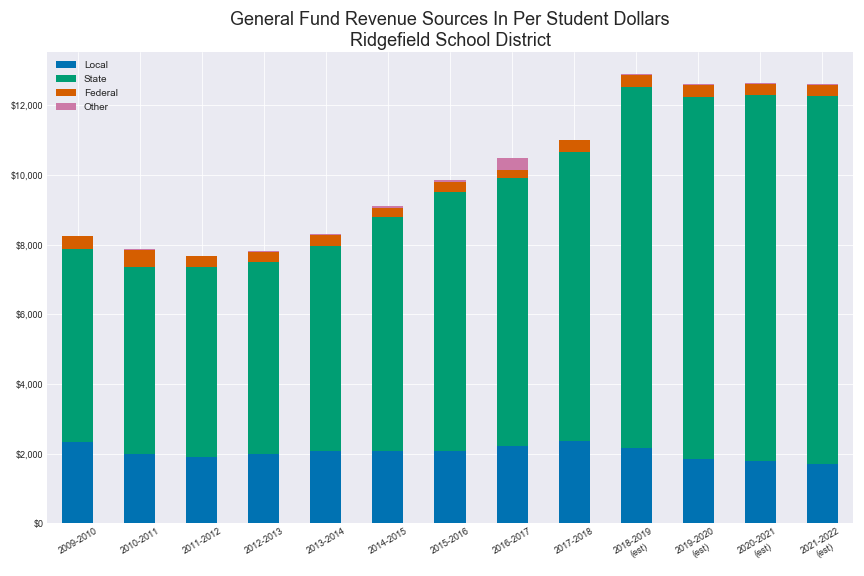 General Fund Revenue Sources In Per Student Dollars
Ridgefield School District
Local
State
Federal
Other
$12,000
$10,000
$8,000
$6,000
$4,000
$2,000
$0
2009-2010
2010-2011
2011-2012
2012-2013
2013-2014
2014-2015
2015-2016
2016-2017
2017-2018
2018-2019
(est)
2019-2020
(est)
2020-2021
(est)
2021-2022
(est)